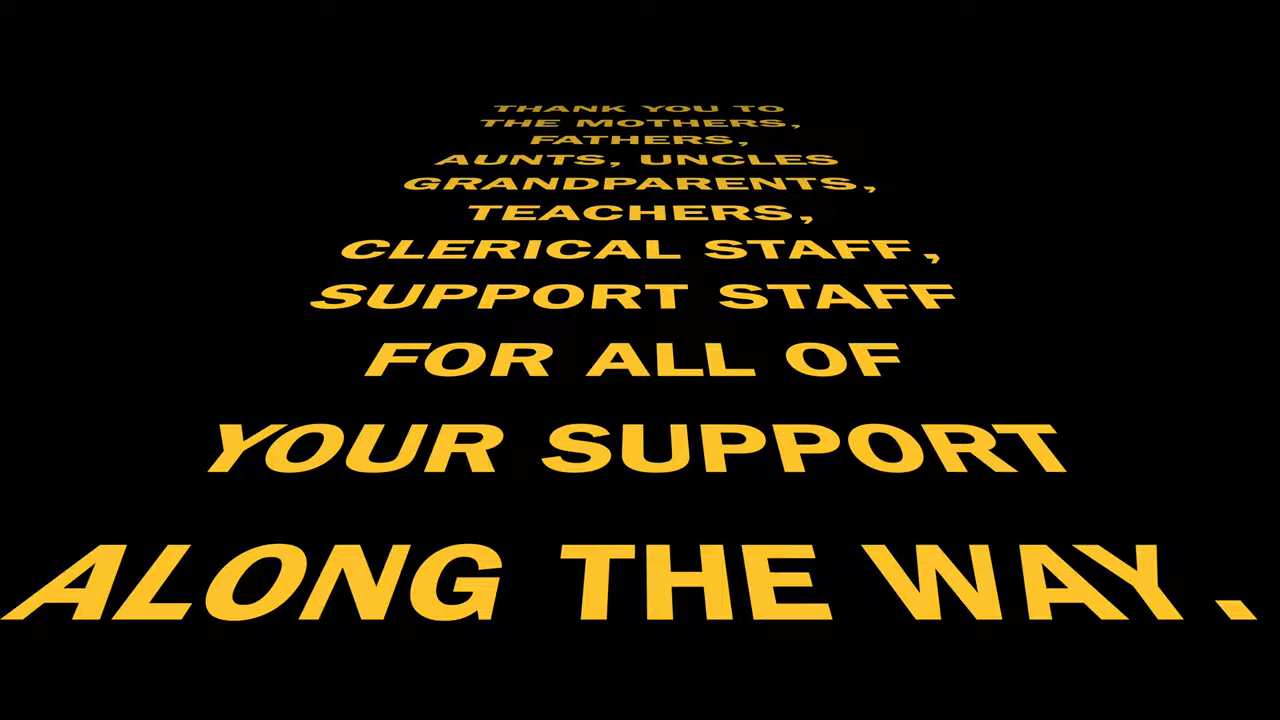 THANK YOU TO
THE MOTHERS,
FATHERS,
AUNTS, UNCLES
GRANDPARENTS,
TEACHERS,
CLERICAL STAFF,
SUPPORT STAFF
FOR ALL OF
YOUR SUPPORT
ALONG THE WAY.